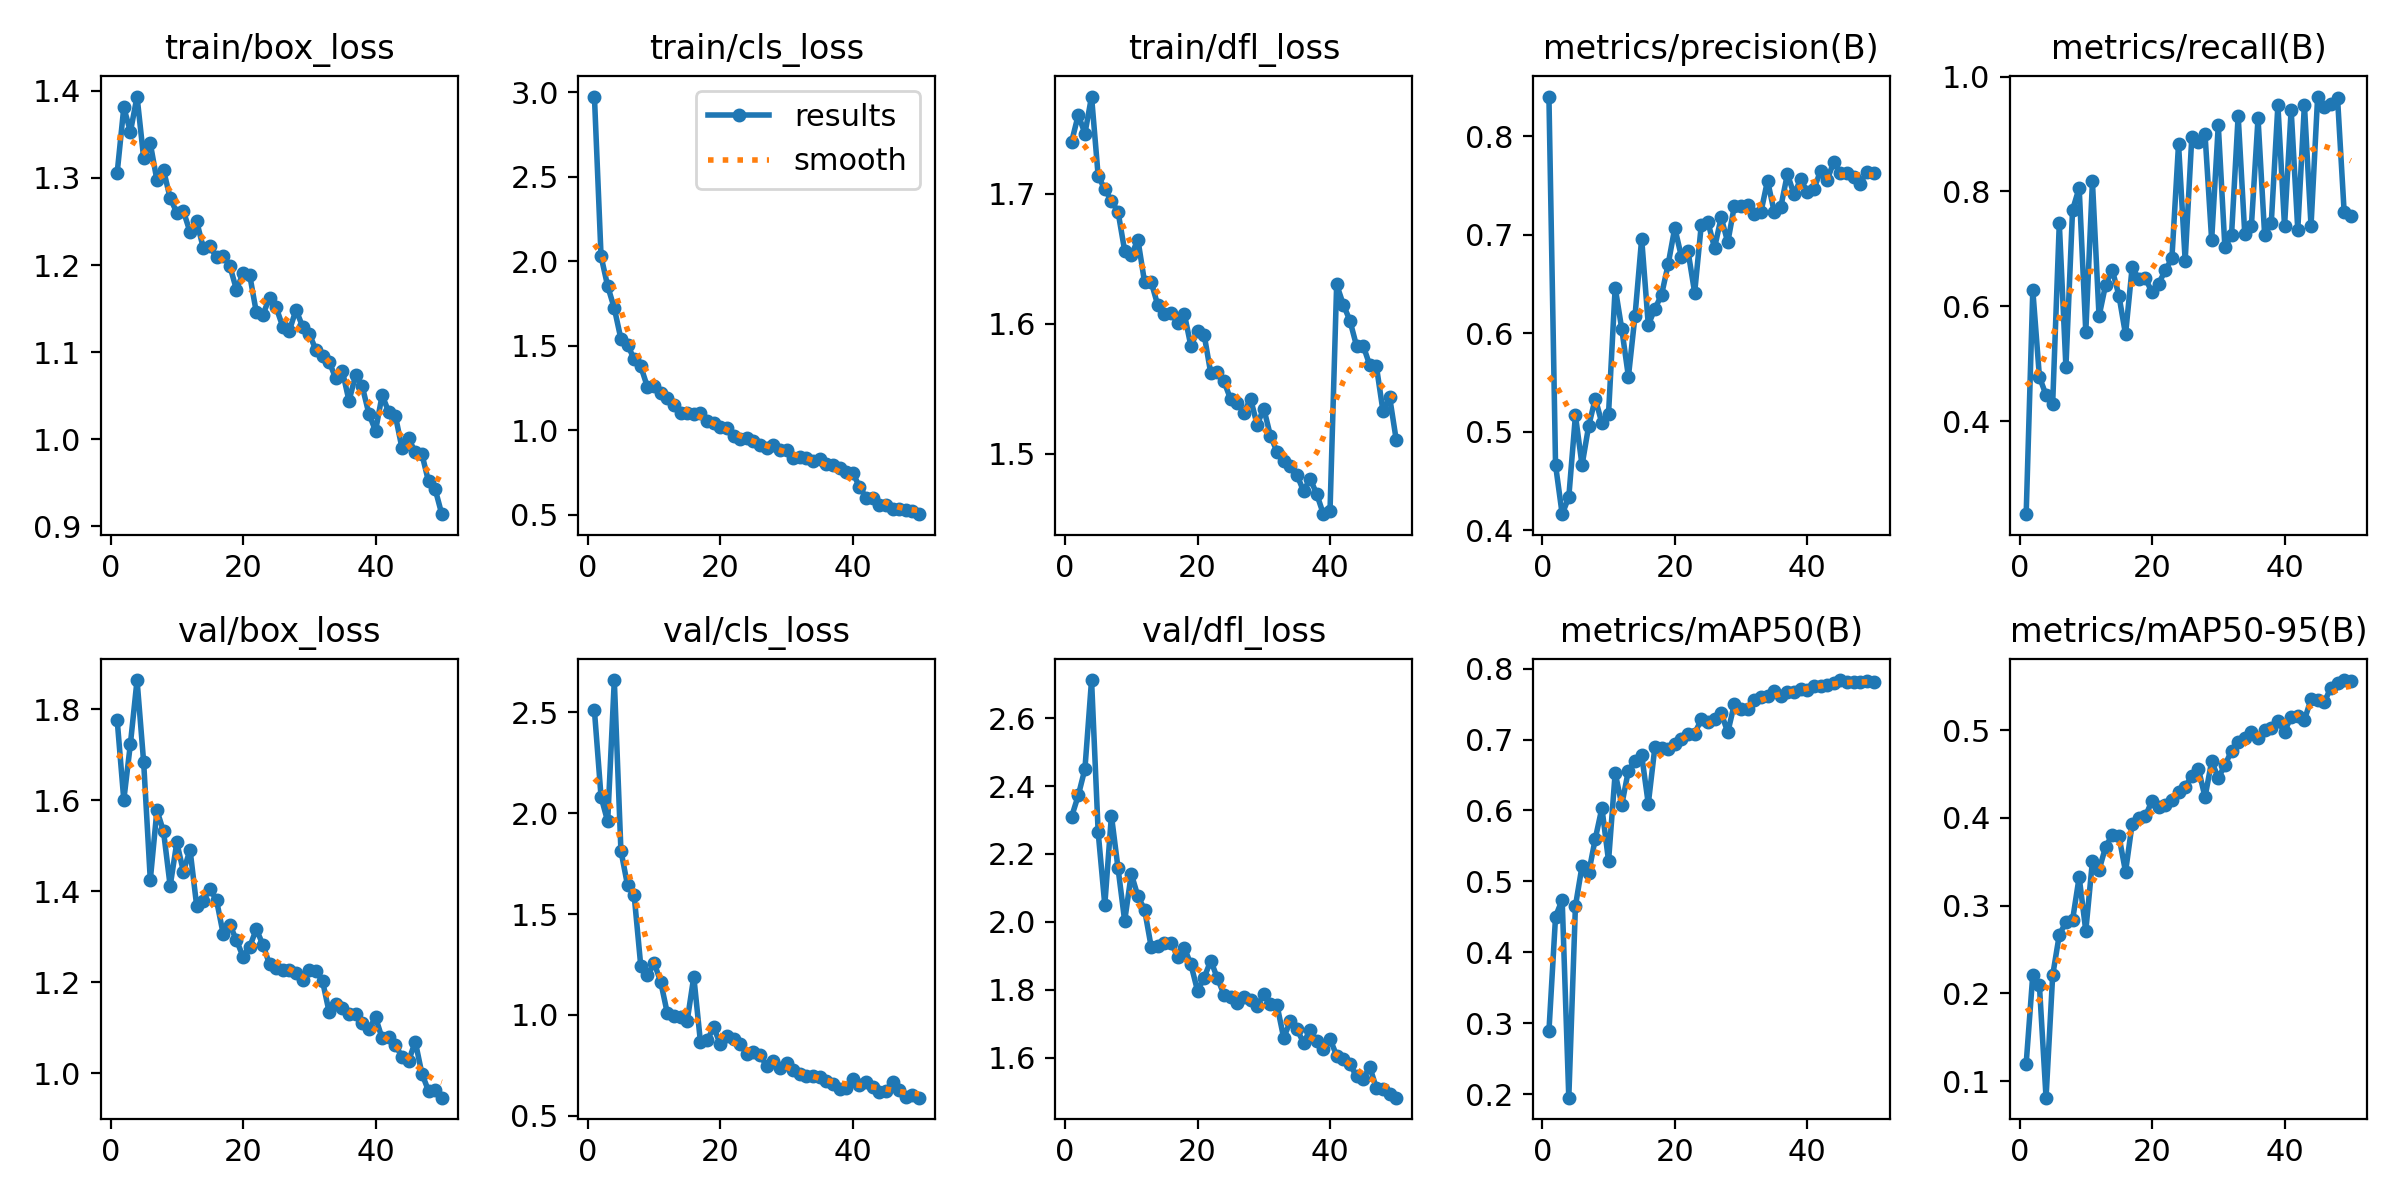 train/box_loss
1.4
1.3
1.2
1.1
1.0
0.9
0 20 40
train/cls_loss
results
smooth
3.0
2.5
2.0
1.5
1.0
0.5
0 20 40
train/dfl_loss
1.7
1.6
1.5
0 20 40
metrics/precision(B)
0.8
0.7
0.6
0.5
0.4
0 20 40
metrics/recall(B)
1.0
0.8
0.6
0.4
0 20 40
val/box_loss
1.8
1.6
1.4
1.2
1.0
0 20 40
val/cls_loss
2.5
2.0
1.5
1.0
0.5
0 20 40
val/dfl_loss
2.6
2.4
2.2
2.0
1.8
1.6
0 20 40
metrics/mAP50(B)
0.8
0.7
0.6
0.5
0.4
0.3
0.2
0 20 40
metrics/mAP50-95(B)
0.5
0.4
0.3
0.2
0.1
0 20 40